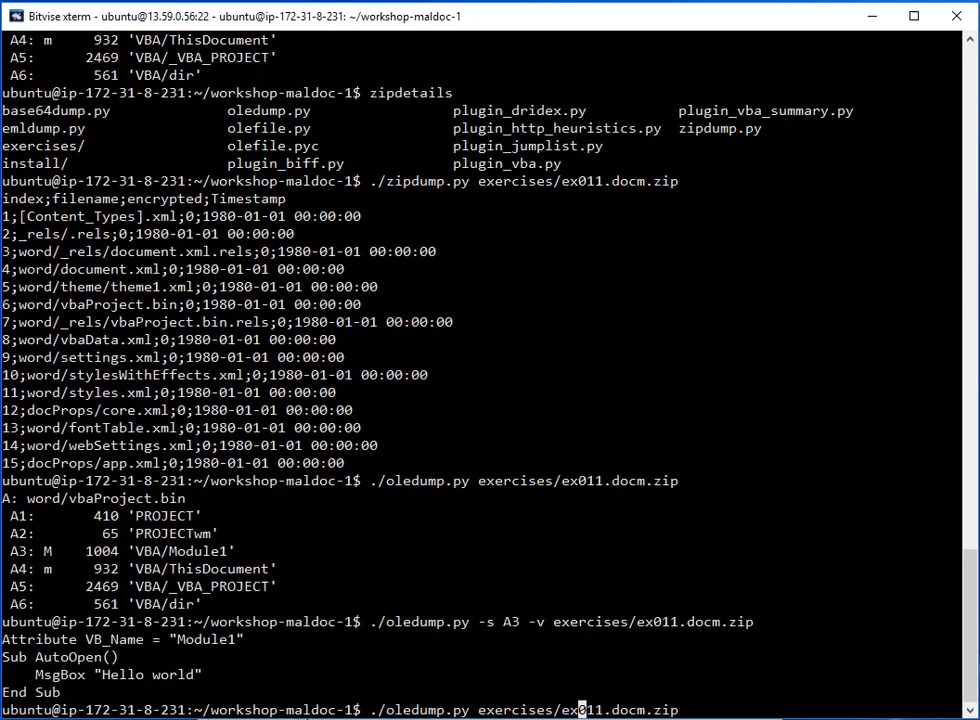 Bitvise xterm - ubuntu@13.59.0.56:22 - ubuntu@ip-172-31-8-231: ~/workshop-maldoc-1
A4: m     932 'VBA/ThisDocument'
A5:      2469 'VBA/_VBA_PROJECT'
A6:       561 'VBA/dir'
ubuntu@ip-172-31-8-231:~/workshop-maldoc-1$ zipdetails
base64dump.py              oledump.py                 plugin_dridex.py           plugin_vba_summary.py
emldump.py                 olefile.py                 plugin_http_heuristics.py  zipdump.py
exercises/                 olefile.pyc                plugin_jumplist.py
install/                   plugin_biff.py             plugin_vba.py
ubuntu@ip-172-31-8-231:~/workshop-maldoc-1$ ./zipdump.py exercises/ex011.docm.zip
index;filename;encrypted;Timestamp
1;[Content_Types].xml;0;1980-01-01 00:00:00
2;_rels/.rels;0;1980-01-01 00:00:00
3;word/_rels/document.xml.rels;0;1980-01-01 00:00:00
4;word/document.xml;0;1980-01-01 00:00:00
5;word/theme/theme1.xml;0;1980-01-01 00:00:00
6;word/vbaProject.bin;0;1980-01-01 00:00:00
7;word/_rels/vbaProject.bin.rels;0;1980-01-01 00:00:00
8;word/vbaData.xml;0;1980-01-01 00:00:00
9;word/settings.xml;0;1980-01-01 00:00:00
10;word/stylesWithEffects.xml;0;1980-01-01 00:00:00
11;word/styles.xml;0;1980-01-01 00:00:00
12;docProps/core.xml;0;1980-01-01 00:00:00
13;word/fontTable.xml;0;1980-01-01 00:00:00
14;word/webSettings.xml;0;1980-01-01 00:00:00
15;docProps/app.xml;0;1980-01-01 00:00:00
ubuntu@ip-172-31-8-231:~/workshop-maldoc-1$ ./oledump.py exercises/ex011.docm.zip
A: word/vbaProject.bin
A1:       410 'PROJECT'
A2:        65 'PROJECTwm'
A3: M    1004 'VBA/Module1'
A4: m     932 'VBA/ThisDocument'
A5:      2469 'VBA/_VBA_PROJECT'
A6:       561 'VBA/dir'
ubuntu@ip-172-31-8-231:~/workshop-maldoc-1$ ./oledump.py -s A3 -v exercises/ex011.docm.zip
Attribute VB_Name = "Module1"
Sub AutoOpen()
    MsgBox "Hello world"
End Sub
ubuntu@ip-172-31-8-231:~/workshop-maldoc-1$ ./oledump.py exercises/ex011.docm.zip